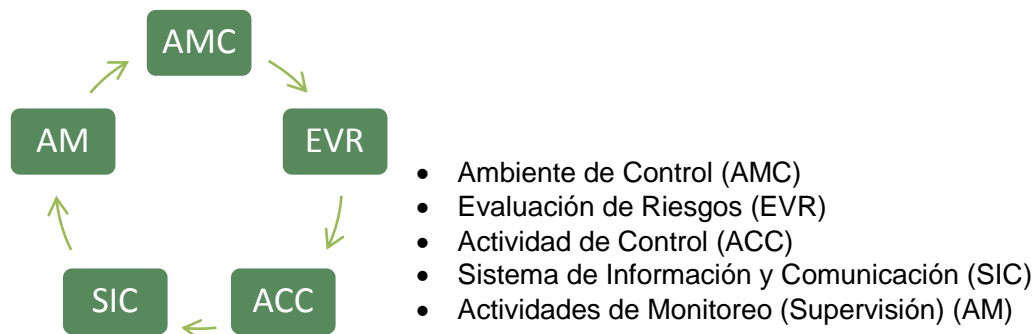 AMC
AM
EVR
SIC
ACC
• Ambiente de Control (AMC)
• Evaluación de Riesgos (EVR)
• Actividad de Control (ACC)
• Sistema de Información y Comunicación (SIC)
• Actividades de Monitoreo (Supervisión) (AM)